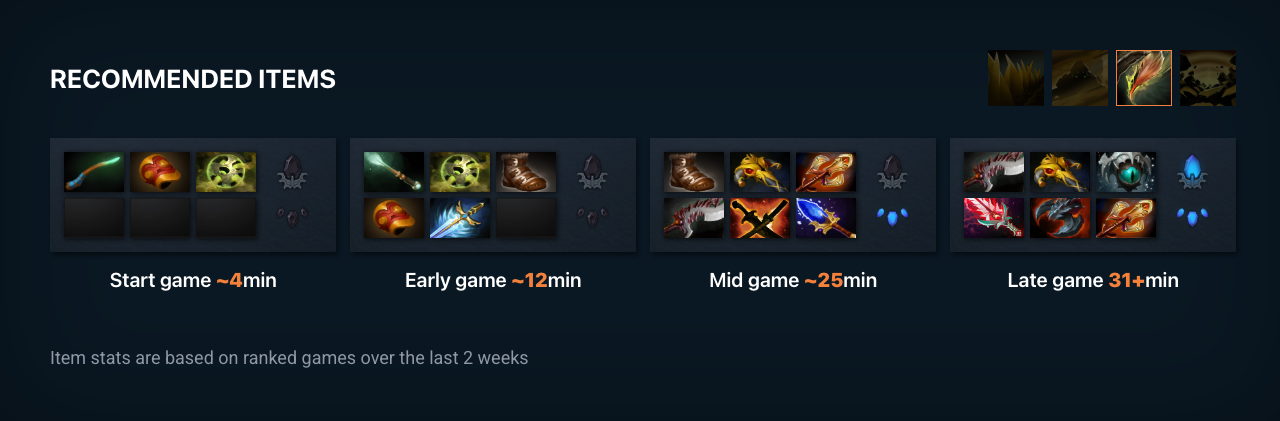 RECOMMENDED ITEMS
Start game ~4min
Early game ~12min
Mid game ~25min
Late game 31+min
Item stats are based on ranked games over the last 2 weeks